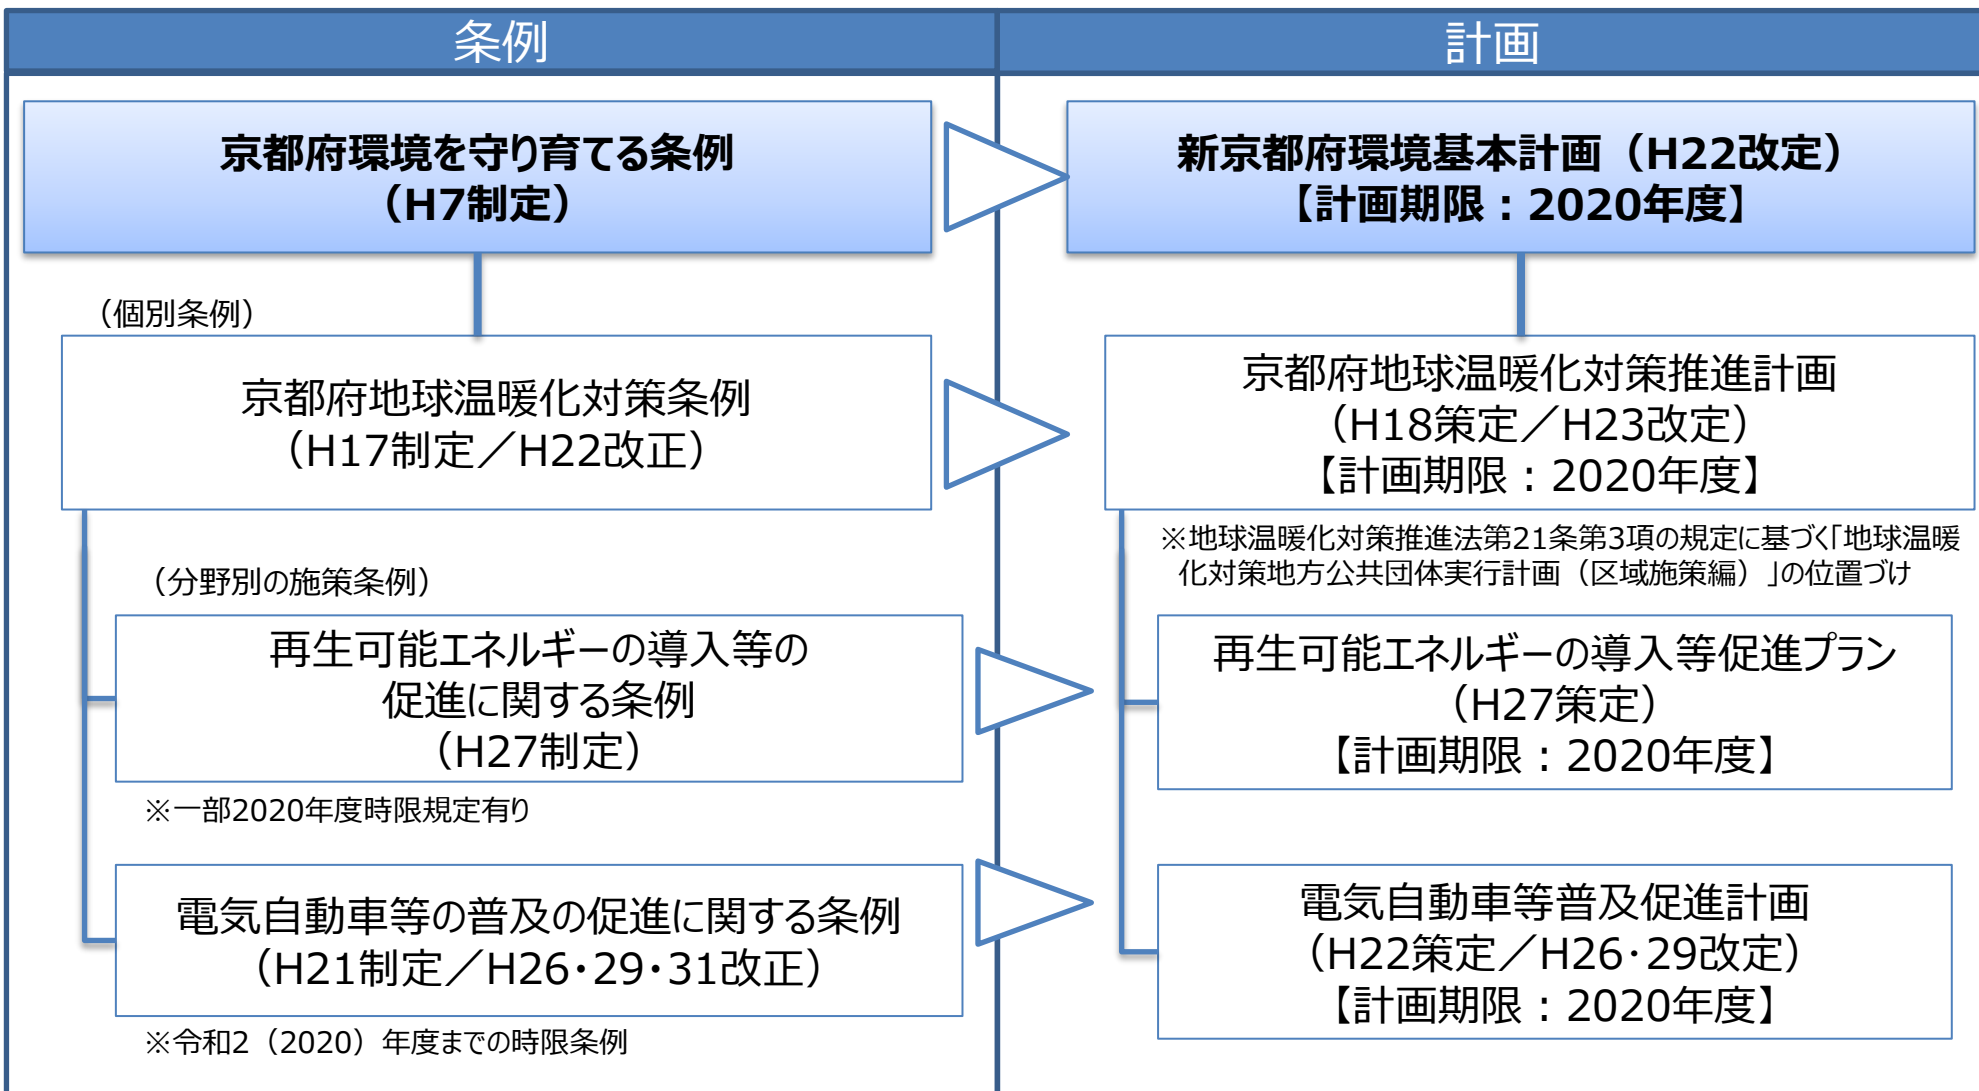 条例
計画
京都府環境を守り育てる条例
（H7制定）
新京都府環境基本計画（H22改定）
【計画期限：2020年度】
（個別条例）
京都府地球温暖化対策条例
（H17制定／H22改正）
京都府地球温暖化対策推進計画
（H18策定／H23改定）
【計画期限：2020年度】
※地球温暖化対策推進法第21条第3項の規定に基づく「地球温暖
化対策地方公共団体実行計画（区域施策編）」の位置づけ
（分野別の施策条例）
再生可能エネルギーの導入等の
促進に関する条例
（H27制定）
※一部2020年度時限規定有り
再生可能エネルギーの導入等促進プラン
（H27策定）
【計画期限：2020年度】
電気自動車等の普及の促進に関する条例
（H21制定／H26・29・31改正）
※令和2（2020）年度までの時限条例
電気自動車等普及促進計画
（H22策定／H26・29改定）
【計画期限：2020年度】